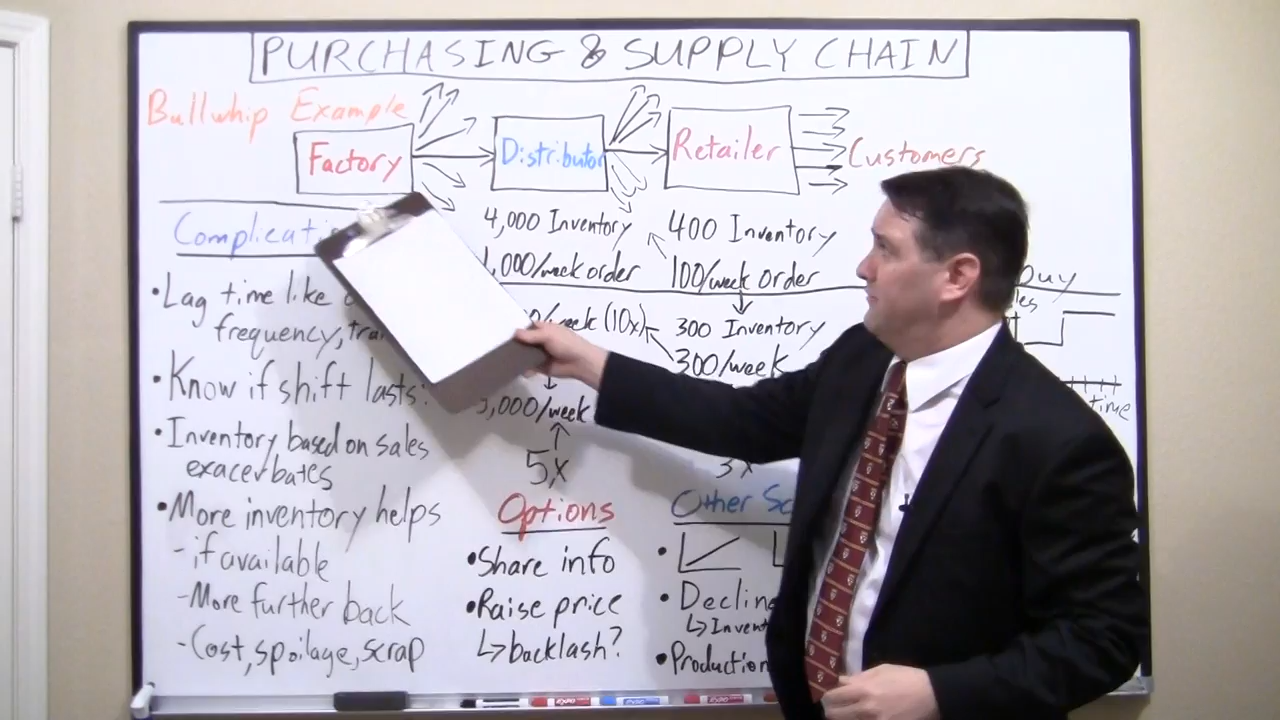 PURCHASING & SUPPLY CHAIN
Bullwhip Example
Factory
Distributor
Retailer
Customers
Lag time like
frequency,
• Know if shift lasts:
• Inventory based on sales
exacerbates
• More inventory helps
- if available
- More further back
- Cost, spoilage, scrap
4,000 Inventory
,000/week order
/week (10x)
,000/week
5x
400 Inventory
100/week order
300 Inventory
300/week
3x
Options
• Share info
• Raise price
↳ backlash?
Other
•
•
• Production
time
EXPO
EXPO
EXPO